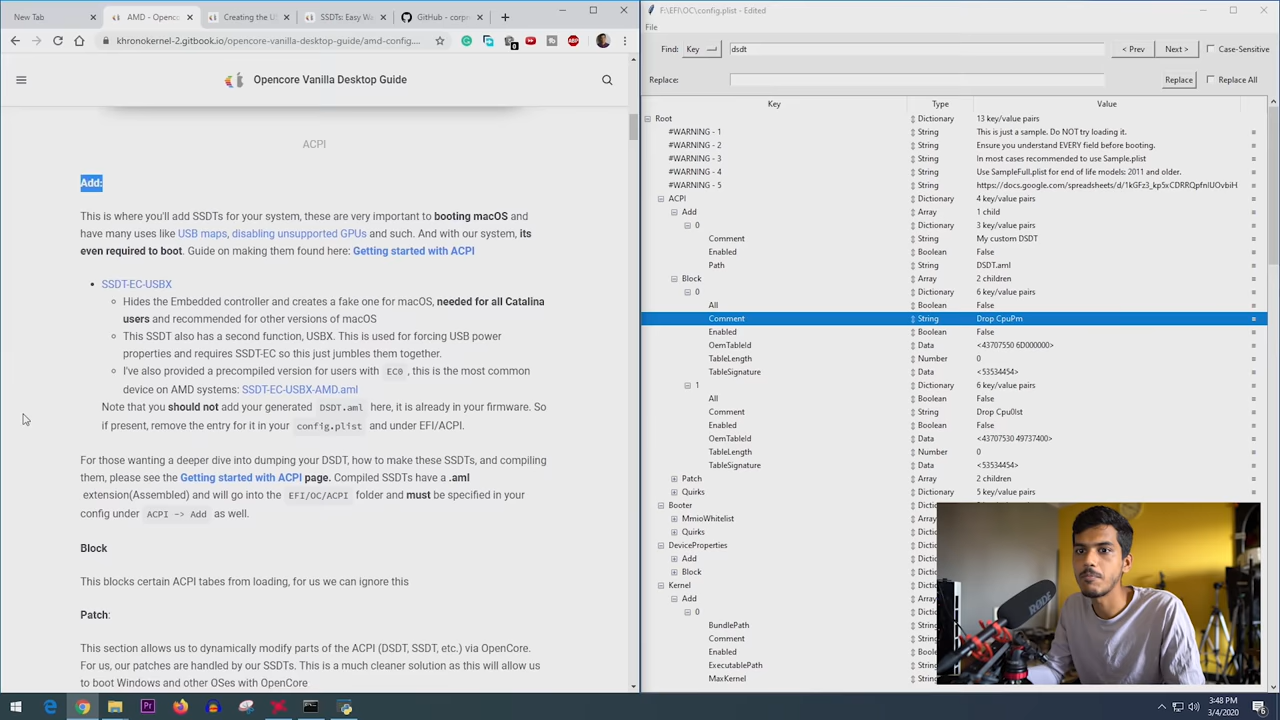 New Tab
AMD - Openc
Creating the U
SSDTs: Easy W
GitHub - corp
khronokernel-2.gitbook.io/opencore-vanilla-desktop-guide/amd-config...
Opencore Vanilla Desktop Guide
ACPI
Add:
This is where you'll add SSDTs for your system, these are very important to booting macOS and
have many uses like USB maps, disabling unsupported GPUs and such. And with our system, its
even required to boot. Guide on making them found here: Getting started with ACPI
• SSDT-EC-USBX
Hides the Embedded controller and creates a fake one for macOS, needed for all Catalina
users and recommended for other versions of macOS
This SSDT also has a second function, USBX. This is used for forcing USB power
properties and requires SSDT-EC so this just jumbles them together.
I've also provided a precompiled version for users with EC0 , this is the most common
device on AMD systems: SSDT-EC-USBX-AMD.aml
Note that you should not add your generated DSDT.aml here, it is already in your firmware. So
if present, remove the entry for it in your config.plist and under EFI/ACPI.
For those wanting a deeper dive into dumping your DSDT, how to make these SSDTs, and compiling
them, please see the Getting started with ACPI page. Compiled SSDTs have a .aml
extension(Assembled) and will go into the EFI/OC/ACPI folder and must be specified in your
config under ACPI -> Add as well.
Block
This blocks certain ACPI tabes from loading, for us we can ignore this
Patch:
This section allows us to dynamically modify parts of the ACPI (DSDT, SSDT, etc.) via OpenCore.
For us, our patches are handled by our SSDTs. This is a much cleaner solution as this will allow us
to boot Windows and other OSes with OpenCore
F:\EFI\OC\config.plist - Edited
File
Find: Key dsdt < Prev Next > Case-Sensitive
Replace: Replace Replace All
Key Type Value
Root Dictionary 13 key/value pairs
#WARNING - 1 String This is just a sample. Do NOT try loading it.
#WARNING - 2 String Ensure you understand EVERY field before booting.
#WARNING - 3 String In most cases recommended to use Sample.plist
#WARNING - 4 String Use SampleFull.plist for end of life models: 2011 and older.
#WARNING - 5 String https://docs.google.com/spreadsheets/d/1kGFz3_kp5xCDRRQpfnIUOvbiH
ACPI Dictionary 4 key/value pairs
Add Array 1 child
0 Dictionary 3 key/value pairs
Comment String My custom DSDT
Enabled Boolean False
Path String DSDT.aml
Block Array 2 children
0 Dictionary 6 key/value pairs
All Boolean False
Comment String Drop CpuPm
Enabled Boolean False
OemTableId Data <43707550 6D000000>
TableLength Number 0
TableSignature Data <53534454>
1 Dictionary 6 key/value pairs
All Boolean False
Comment String Drop Cpu0Ist
Enabled Boolean False
OemTableId Data <43707530 49737400>
TableLength Number 0
TableSignature Data <53534454>
Patch Array 2 children
Quirks Dictionary 5 key/value pairs
Booter Diction
MmioWhitelist Array
Quirks Diction
DeviceProperties Diction
Add Diction
Block Diction
Kernel Diction
Add Array
0 Diction
BundlePath String
Comment String
Enabled Boolea
ExecutablePath String
MaxKernel String
RODE
3:48 PM
3/4/2020